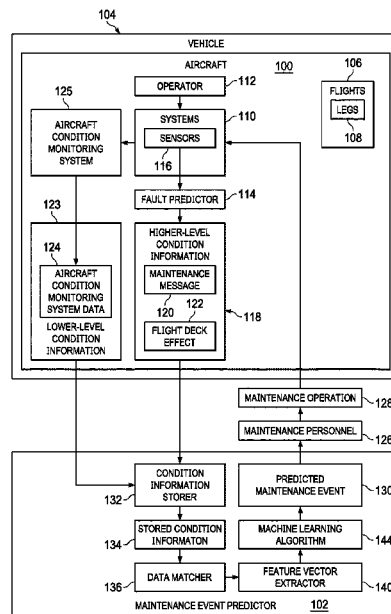 104
VEHICLE
AIRCRAFT
100
OPERATOR
112
106
FLIGHTS
LEGS
108
125
AIRCRAFT
CONDITION
MONITORING
SYSTEM
SYSTEMS
SENSORS
110
116
FAULT PREDICTOR
114
123
124
AIRCRAFT
CONDITION
MONITORING
SYSTEM DATA
LOWER-LEVEL
CONDITION
INFORMATION
HIGHER-LEVEL
CONDITION
INFORMATION
MAINTENANCE
MESSAGE
120
122
FLIGHT DECK
EFFECT
118
MAINTENANCE OPERATION
128
MAINTENANCE PERSONNEL
126
CONDITION
INFORMATION
STORER
132
PREDICTED
MAINTENANCE
EVENT
130
134
STORED CONDITION
INFORMATON
MACHINE LEARNING
ALGORITHM
144
136
DATA MATCHER
FEATURE VECTOR
EXTRACTOR
140
MAINTENANCE EVENT PREDICTOR
102